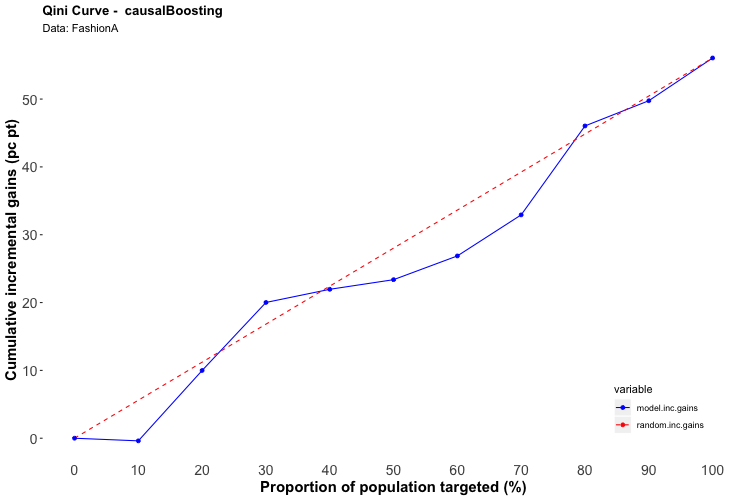 Qini Curve - causalBoosting
Data: FashionA
Cumulative incremental gains (pc pt)
50
40
30
20
10
0
variable
model.inc.gains
random.inc.gains
0 10 20 30 40 50 60 70 80 90 100
Proportion of population targeted (%)